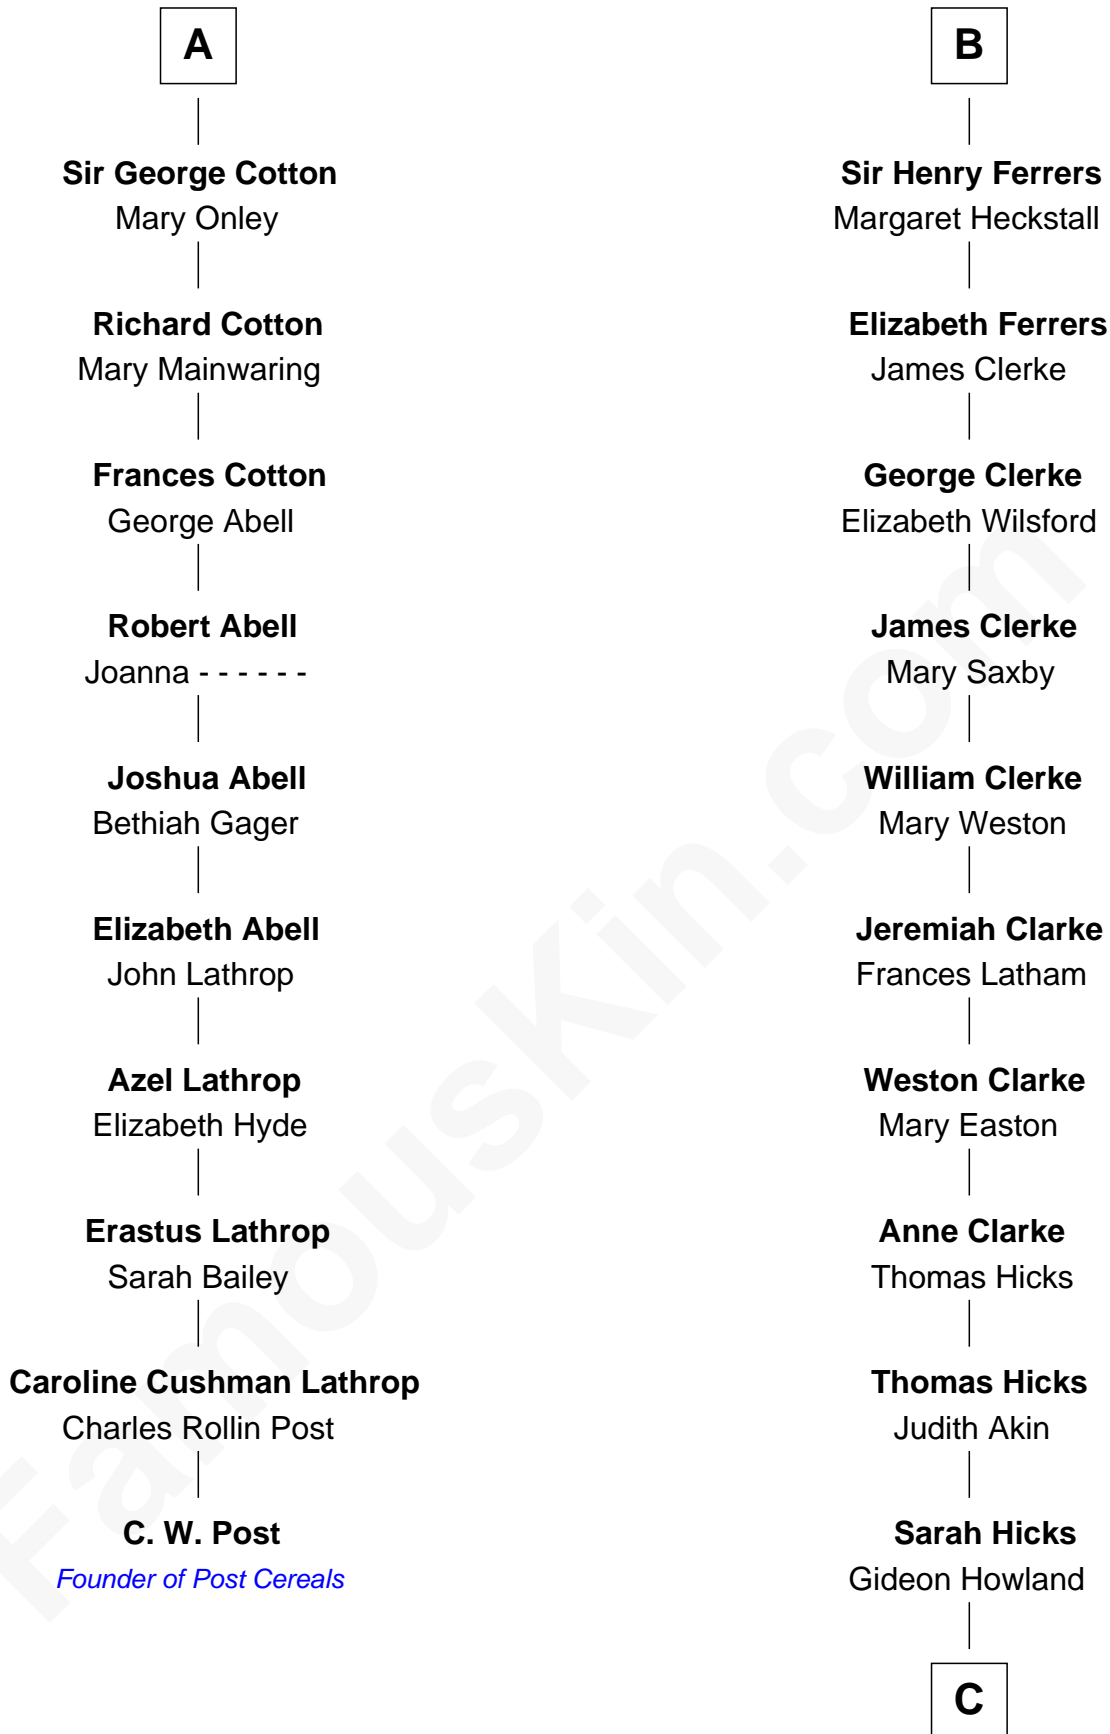 A
Sir George Cotton
Mary Onley
Richard Cotton
Mary Mainwaring
Frances Cotton
George Abell
Robert Abell
Joanna - - - - - -
Joshua Abell
Bethiah Gager
Elizabeth Abell
John Lathrop
Azel Lathrop
Elizabeth Hyde
Erastus Lathrop
Sarah Bailey
Caroline Cushman Lathrop
Charles Rollin Post
C. W. Post
Founder of Post Cereals
B
Sir Henry Ferrers
Margaret Heckstall
Elizabeth Ferrers
James Clerke
George Clerke
Elizabeth Wilsford
James Clerke
Mary Saxby
William Clerke
Mary Weston
Jeremiah Clarke
Frances Latham
Weston Clarke
Mary Easton
Anne Clarke
Thomas Hicks
Thomas Hicks
Judith Akin
Sarah Hicks
Gideon Howland
C
FamousKin.com